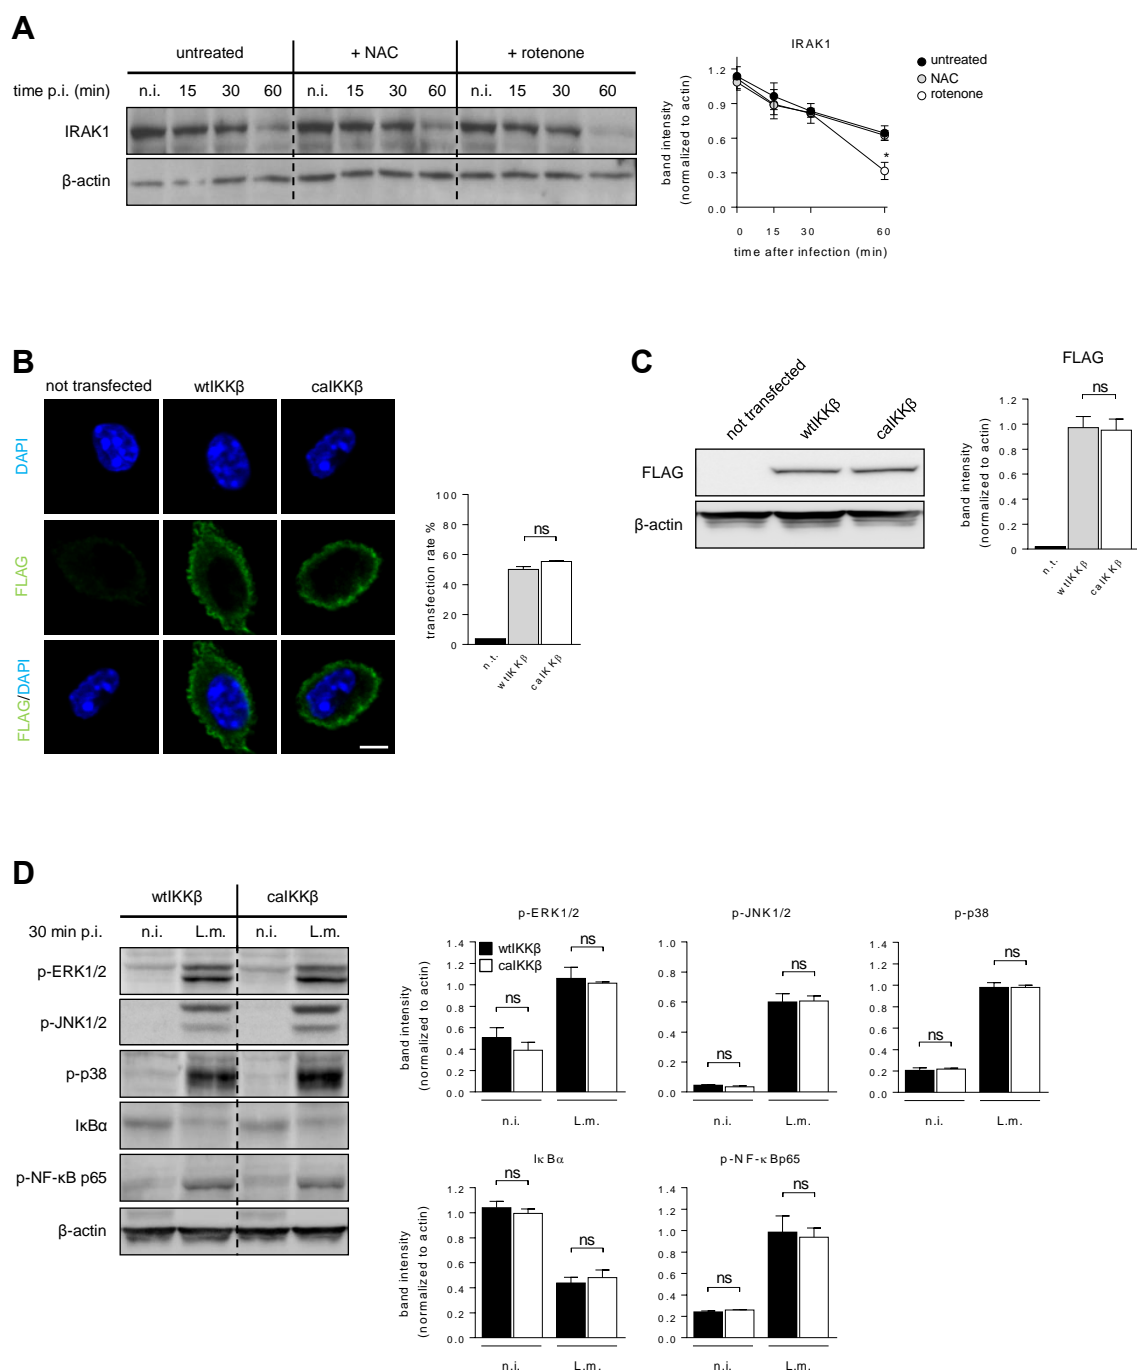 A
untreated
+ NAC
+ rotenone
time p.i. (min)
n.i. 15 30 60 n.i. 15 30 60 n.i. 15 30 60
IRAK1
β-actin
IRAK1
untreated
NAC
rotenone
band intensity
(normalized to actin)
1.2
0.9
0.6
0.3
0.0
*
0 15 30 60
time after infection (min)
B
not transfected wtIKKβ caIKKβ
DAPI
FLAG
FLAG/DAPI
transfection rate %
100
80
60
40
20
0
ns
n.t. wtIKKβ caIKKβ
C
not transfected wtIKKβ caIKKβ
FLAG
β-actin
FLAG
band intensity
(normalized to actin)
1.2
1.0
0.8
0.6
0.4
0.2
0
ns
n.t. wtIKKβ caIKKβ
D
wtIKKβ caIKKβ
30 min p.i. n.i. L.m. n.i. L.m.
p-ERK1/2
p-JNK1/2
p-p38
IκBα
p-NF-κB p65
β-actin
p-ERK1/2
wtIKKβ
caIKKβ
band intensity
(normalized to actin)
1.4
1.2
1.0
0.8
0.6
0.4
0.2
0.0
ns
ns
n.i. L.m.
p-JNK1/2
1.0
0.8
0.6
0.4
0.2
0.0
ns
ns
n.i. L.m.
p-p38
1.4
1.2
1.0
0.8
0.6
0.4
0.2
0.0
ns
ns
n.i. L.m.
IκBα
band intensity
(normalized to actin)
1.2
1.0
0.8
0.6
0.4
0.2
0.0
ns
ns
n.i. L.m.
p-NF-κBp65
1.4
1.2
1.0
0.8
0.6
0.4
0.2
0.0
ns
ns
n.i. L.m.